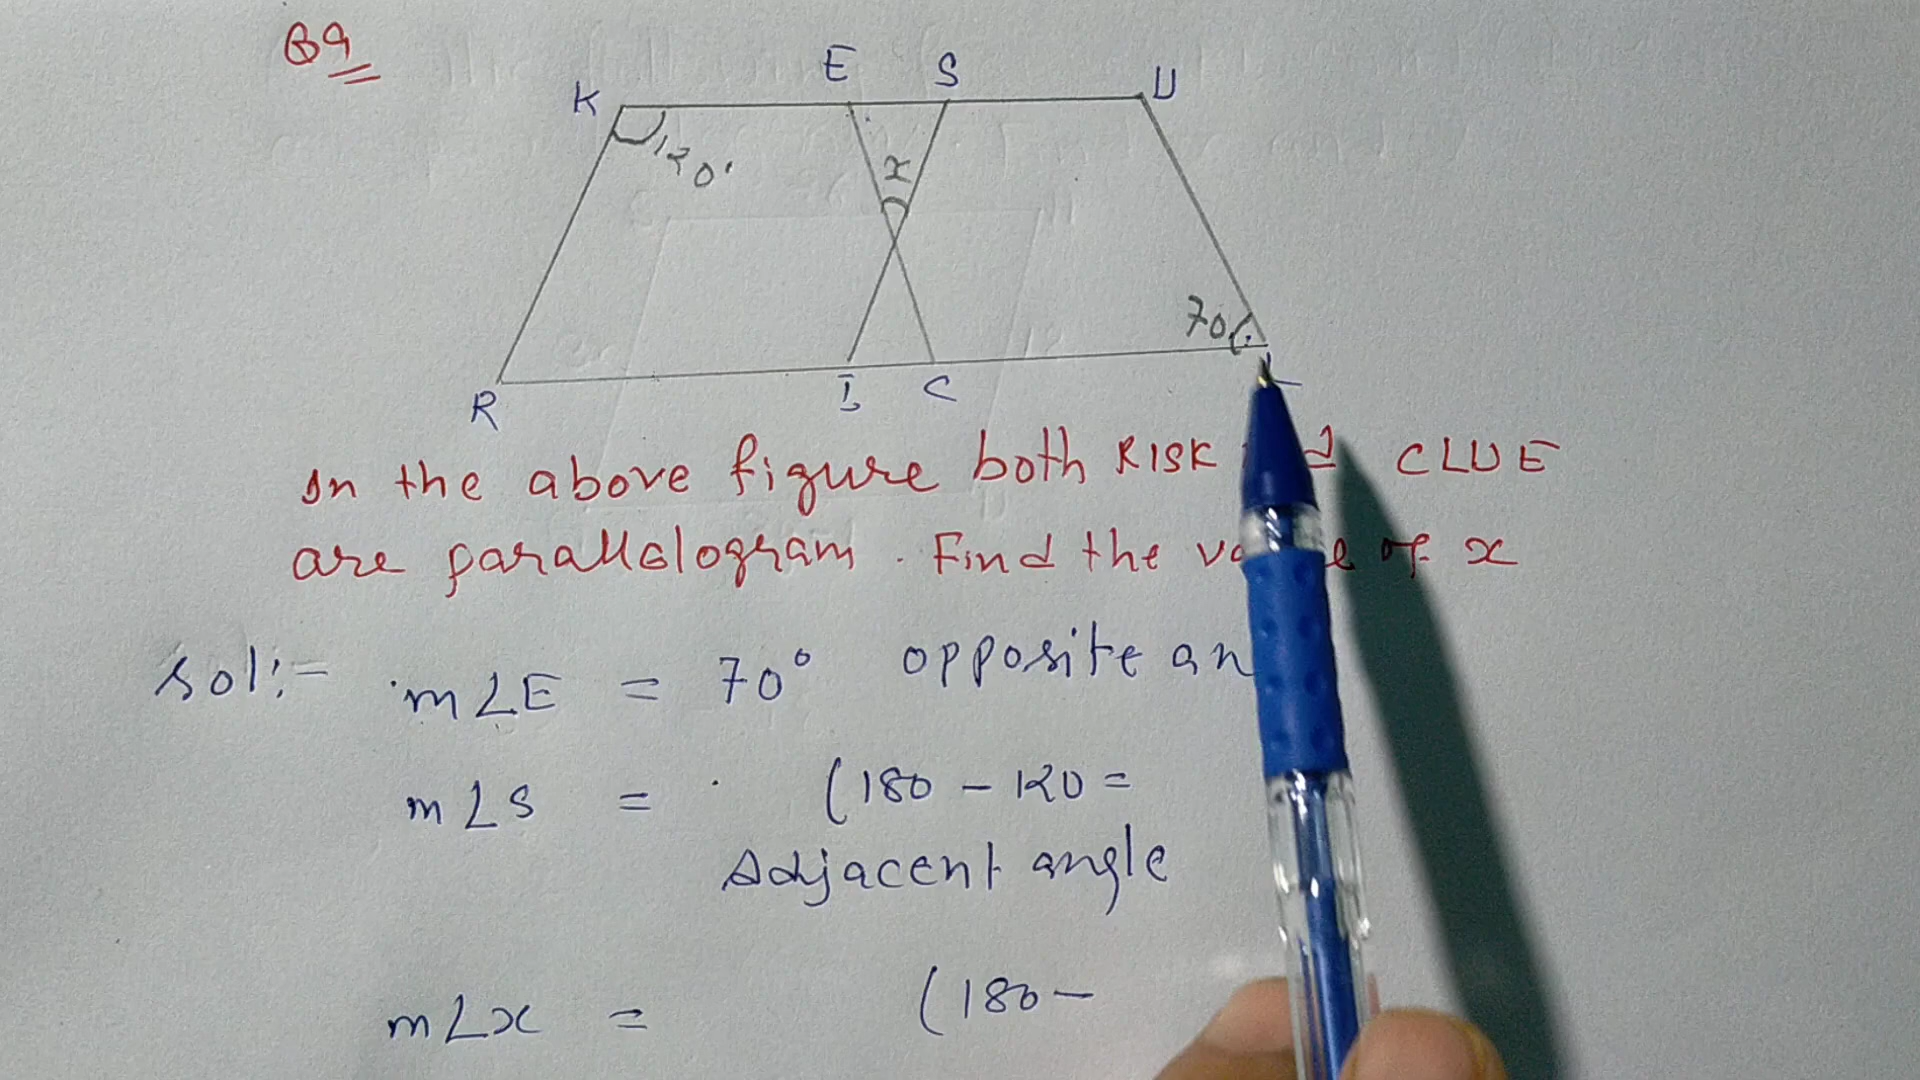 Q9
E S
K U
120°
x
70
R I C L
In the above figure both RISK CLUE
are parallelogram. Find the of x
Sol:- m∠E = 70° opposite an
m∠S = (180 - 120 =
Adjacent angle
m∠x = (180 -